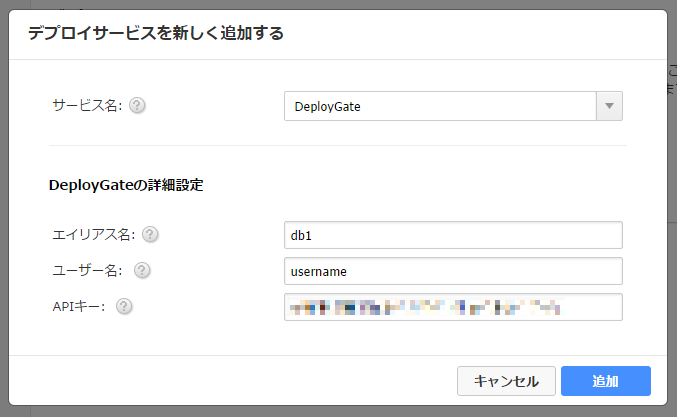 デプロイサービスを新しく追加する
サービス名: ?
DeployGate
DeployGateの詳細設定
エイリアス名: ?
db1
ユーザー名: ?
username
APIキー: ?
キャンセル
追加